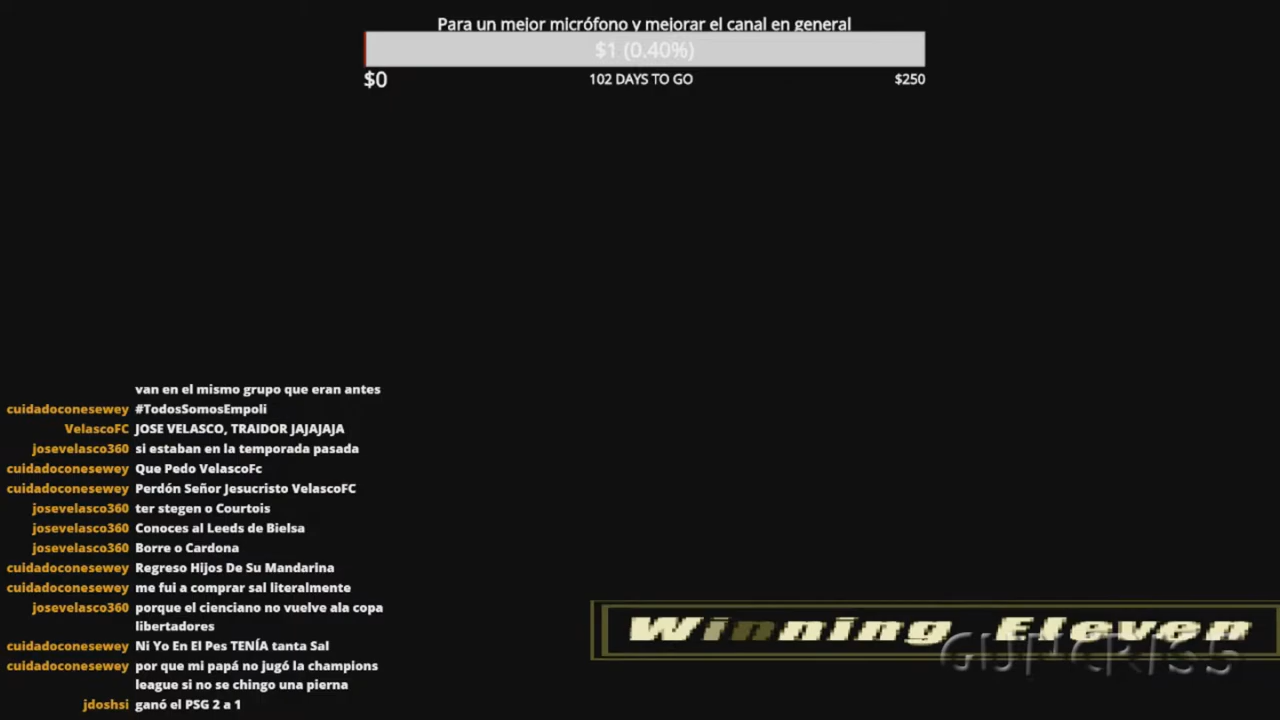 Para un mejor micrófono y mejorar el canal en general
$1 (0.40%)
$0 102 DAYS TO GO $250
van en el mismo grupo que eran antes
cuidadoconesewey #TodosSomosEmpoli
VelascoFC JOSE VELASCO, TRAIDOR JAJAJAJA
josevelasco360 si estaban en la temporada pasada
cuidadoconesewey Que Pedo VelascoFc
cuidadoconesewey Perdón Señor Jesucristo VelascoFC
josevelasco360 ter stegen o Courtois
josevelasco360 Conoces al Leeds de Bielsa
josevelasco360 Borre o Cardona
cuidadoconesewey Regreso Hijos De Su Mandarina
cuidadoconesewey me fui a comprar sal literalmente
josevelasco360 porque el cienciano no vuelve ala copa
libertadores
cuidadoconesewey Ni Yo En El Pes TENÍA tanta Sal
cuidadoconesewey por que mi papá no jugó la champions
league si no se chingo una pierna
jdoshsi ganó el PSG 2 a 1
Winning Eleven